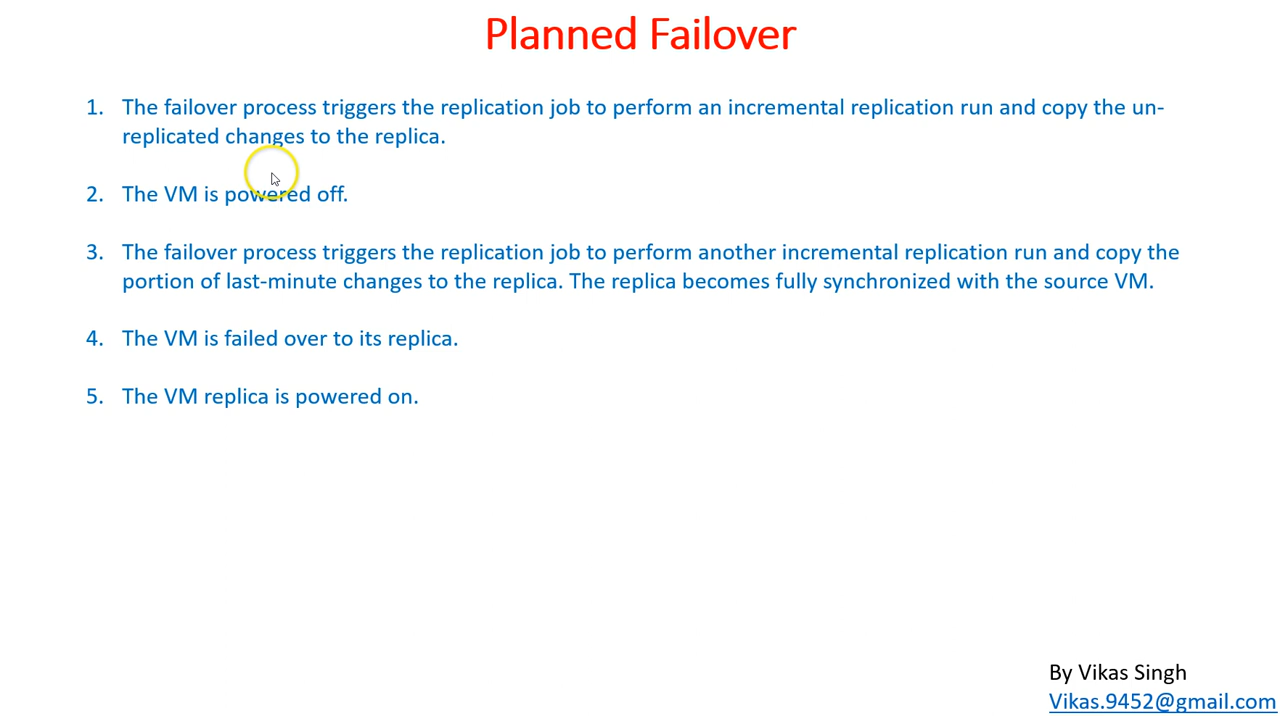 Planned Failover
1. The failover process triggers the replication job to perform an incremental replication run and copy the un-
replicated changes to the replica.
2. The VM is powered off.
3. The failover process triggers the replication job to perform another incremental replication run and copy the
portion of last-minute changes to the replica. The replica becomes fully synchronized with the source VM.
4. The VM is failed over to its replica.
5. The VM replica is powered on.
By Vikas Singh
Vikas.9452@gmail.com